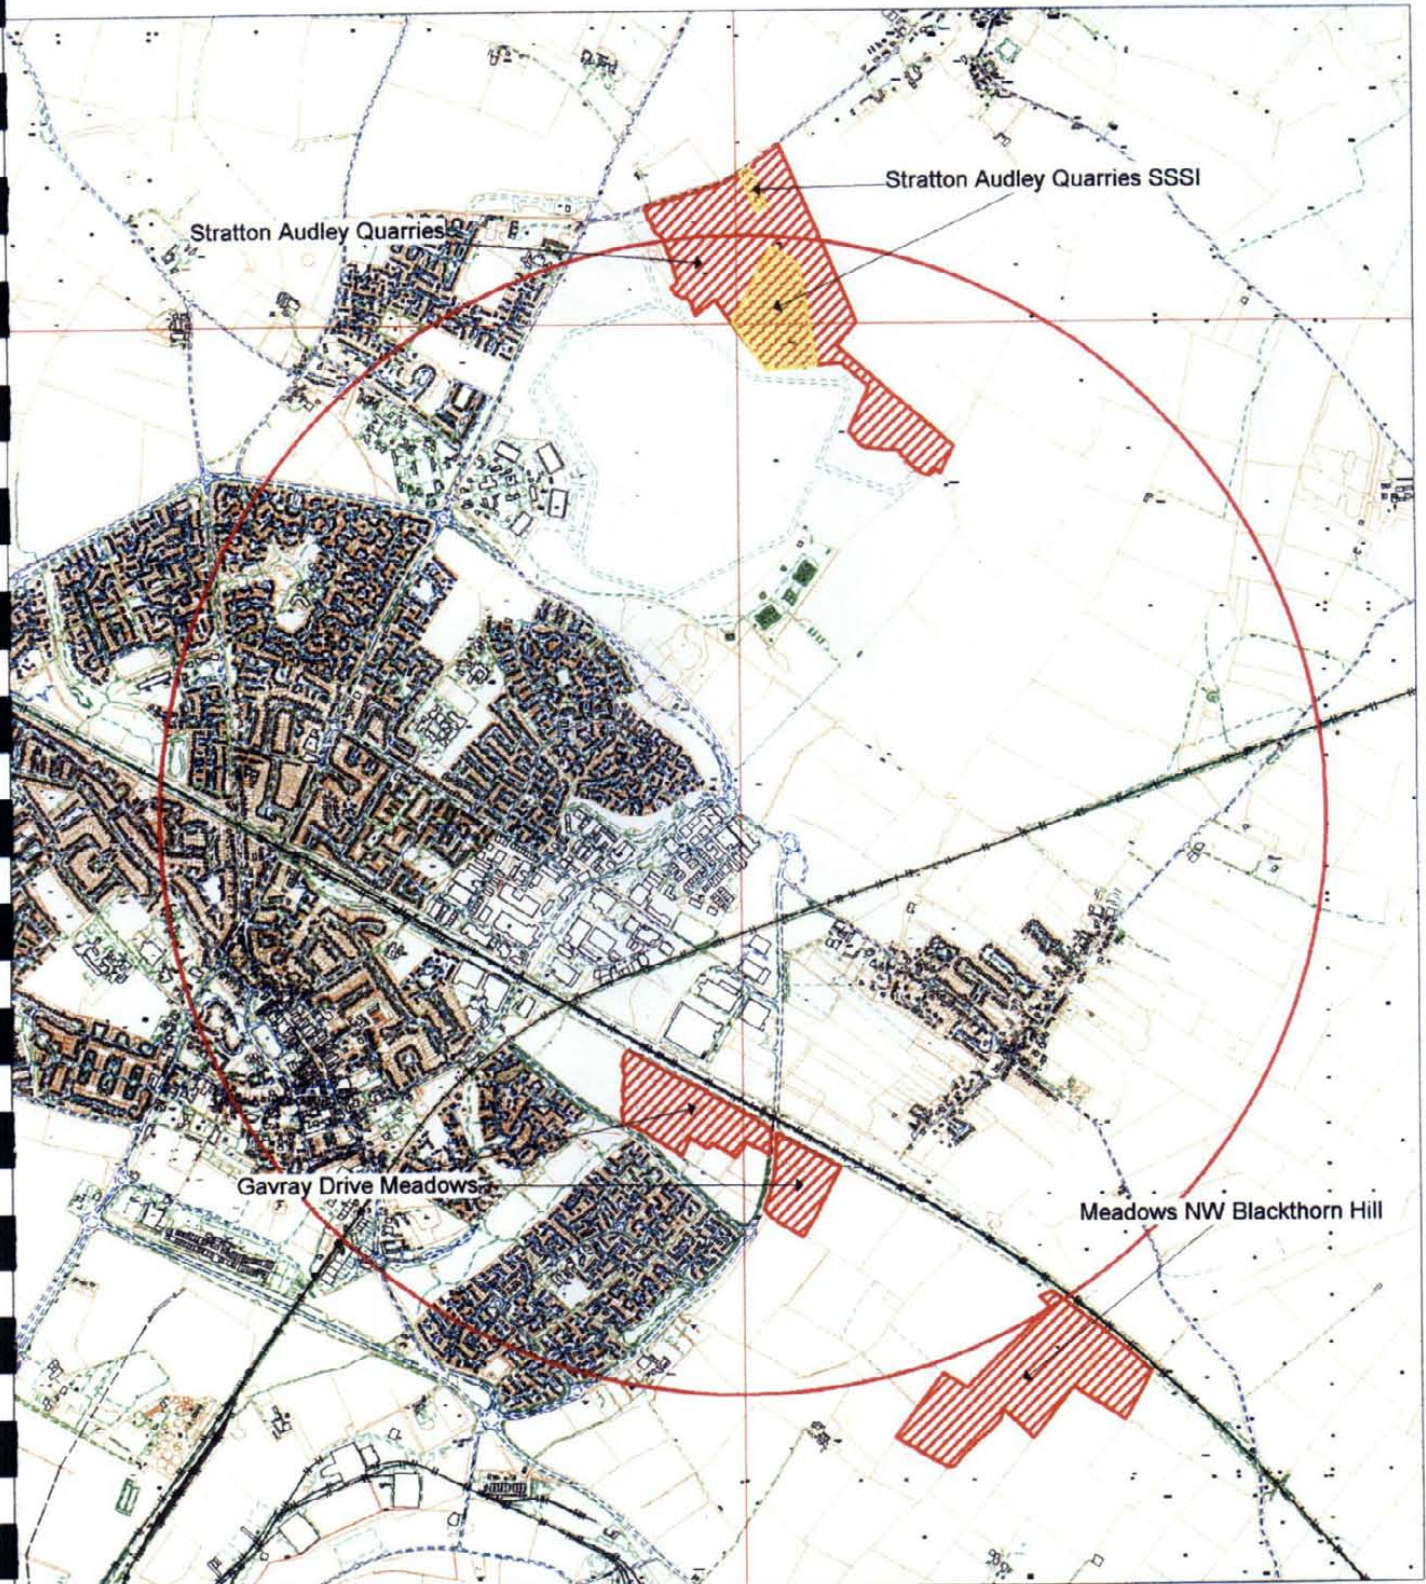 Stratton Audley Quarries SSSI
Stratton Audley Quarries
Gavray Drive Meadows
Meadows NW Blackthorn Hill